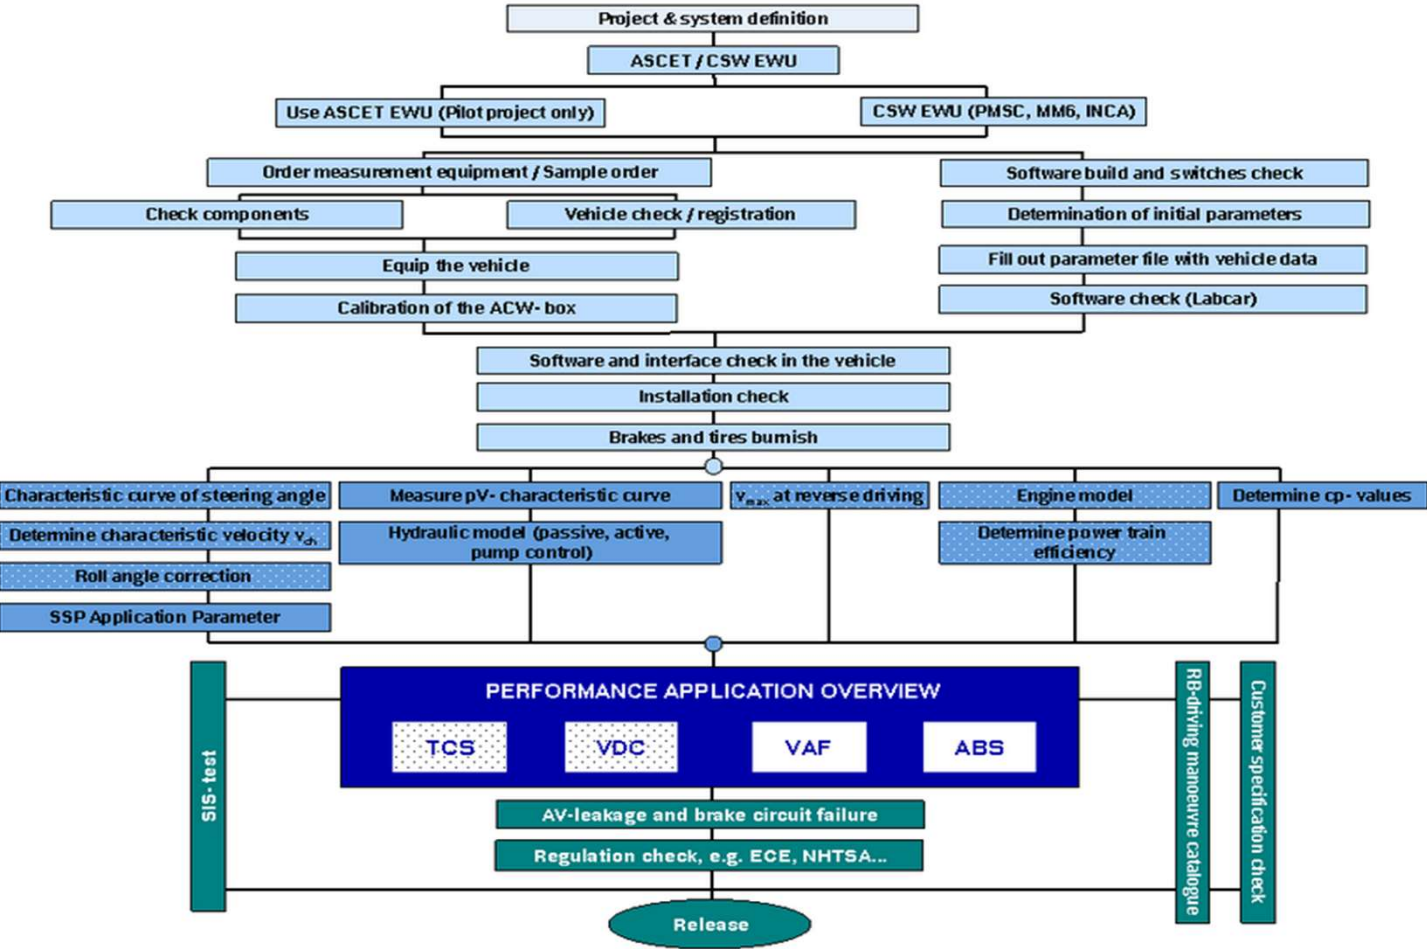 Project & system definition
ASCET / CSW EWU
Use ASCET EWU (Pilot project only)
CSW EWU (PMSC, MM6, INCA)
Order measurement equipment / Sample order
Software build and switches check
Check components
Vehicle check / registration
Determination of initial parameters
Equip the vehicle
Fill out parameter file with vehicle data
Calibration of the ACW- box
Software check (Labcar)
Software and interface check in the vehicle
Installation check
Brakes and tires burnish
Characteristic curve of steering angle
Measure pV- characteristic curve
vmax at reverse driving
Engine model
Determine cp- values
Determine characteristic velocity vch
Hydraulic model (passive, active,
pump control)
Determine power train
efficiency
Roll angle correction
SSP Application Parameter
PERFORMANCE APPLICATION OVERVIEW
TCS
VDC
VAF
ABS
SIS- test
RB-driving manoeuvre catalogue
Customer specification check
AV-leakage and brake circuit failure
Regulation check, e.g. ECE, NHTSA...
Release